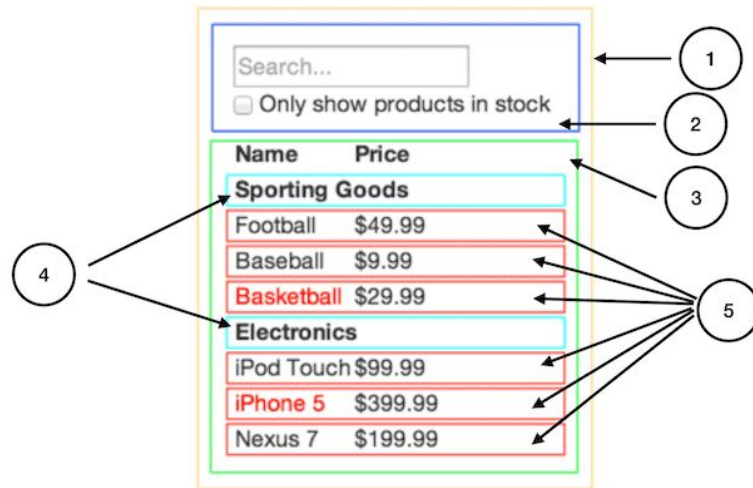 Search...
Only show products in stock
Name Price
Sporting Goods
Football $49.99
Baseball $9.99
Basketball $29.99
Electronics
iPod Touch $99.99
iPhone 5 $399.99
Nexus 7 $199.99
1
2
3
4
5